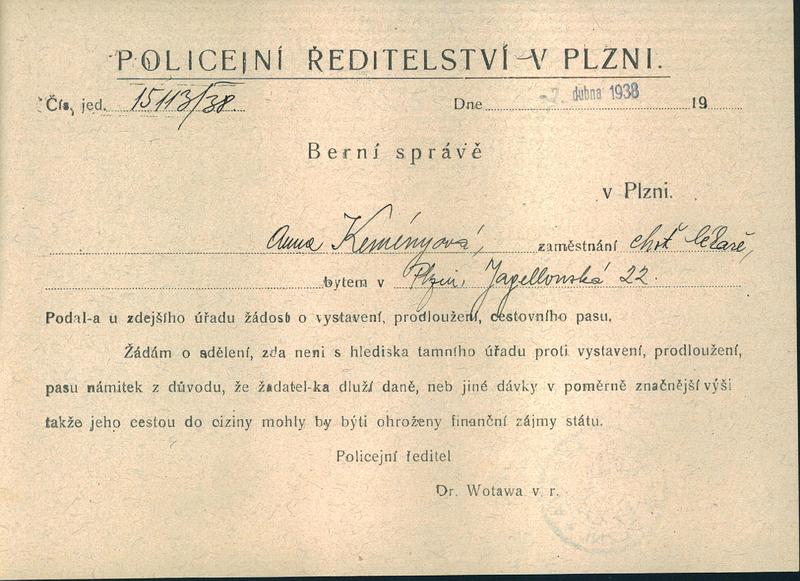 POLICEJNÍ ŘEDITELSTVÍ V PLZNI.
Čís. jed. 15113/38. Dne 7. dubna 1938 19
Berní správě
v Plzni.
Anna Keményová, zaměstnání choť lékaře,
bytem v Plzni, Jagellonská 22.
Podal-a u zdejšího úřadu žádost o vystavení, prodloužení, cestovního pasu.
Žádám o sdělení, zda neni s hlediska tamního úřadu proti vystavení, prodloužení,
pasu námitek z důvodu, že žadatel-ka dluží daně, neb jiné dávky v poměrně značnější výši
takže jeho cestou do ciziny mohly by býti ohroženy finanční zájmy státu.
Policejní ředitel
Dr. Wotawa v. r.